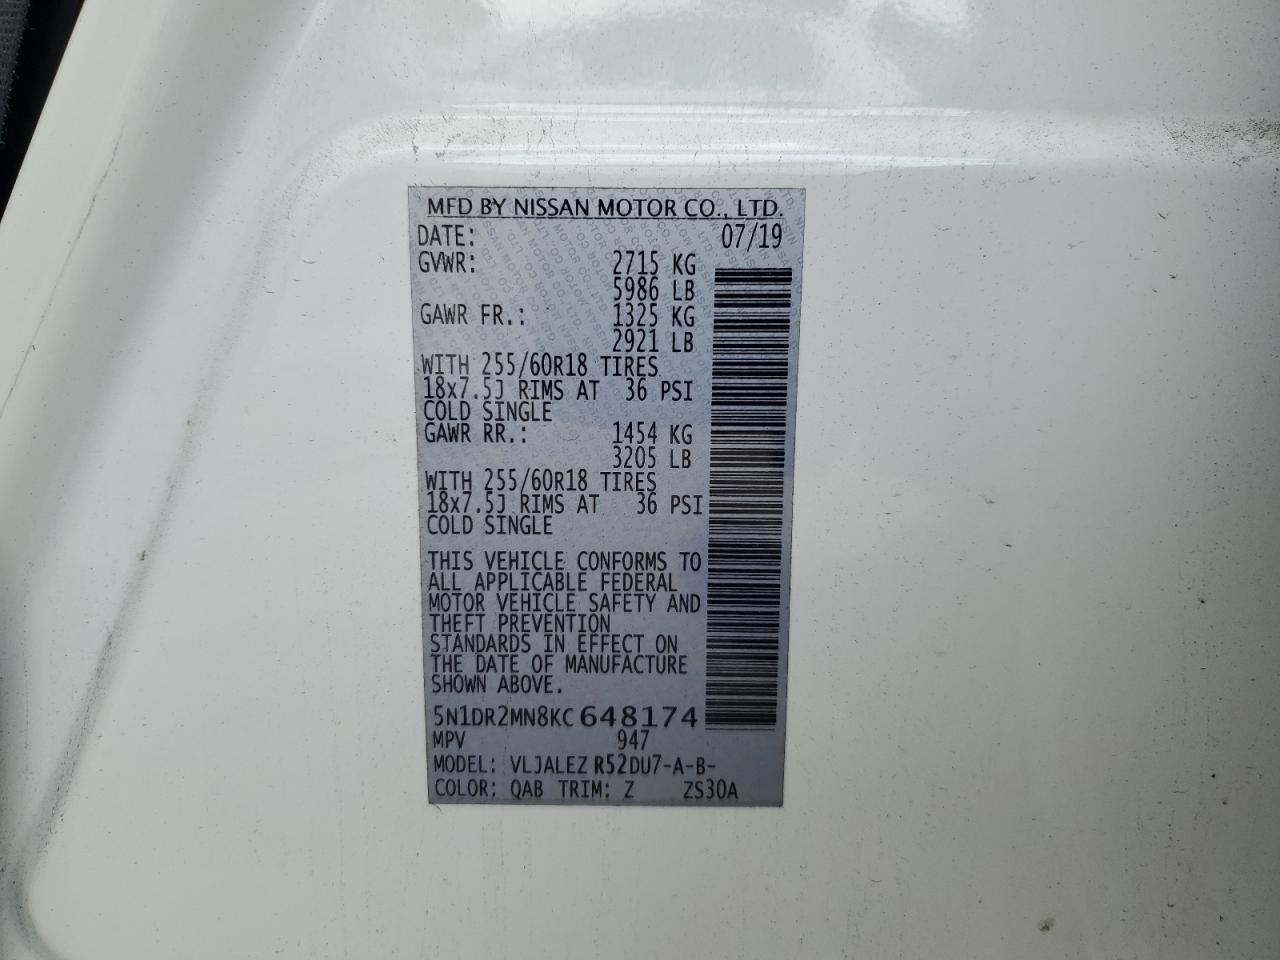 MFD BY NISSAN MOTOR CO., LTD.
DATE: 07/19
GVWR: 2715 KG
5986 LB
GAWR FR.: 1325 KG
2921 LB
WITH 255/60R18 TIRES
18x7.5J RIMS AT 36 PSI
COLD SINGLE
GAWR RR.: 1454 KG
3205 LB
WITH 255/60R18 TIRES
18x7.5J RIMS AT 36 PSI
COLD SINGLE
THIS VEHICLE CONFORMS TO
ALL APPLICABLE FEDERAL
MOTOR VEHICLE SAFETY AND
THEFT PREVENTION
STANDARDS IN EFFECT ON
THE DATE OF MANUFACTURE
SHOWN ABOVE.
5N1DR2MN8KC648174
MPV 947
MODEL: VLJALEZ R52DU7-A-B-
COLOR: QAB TRIM: Z ZS30A